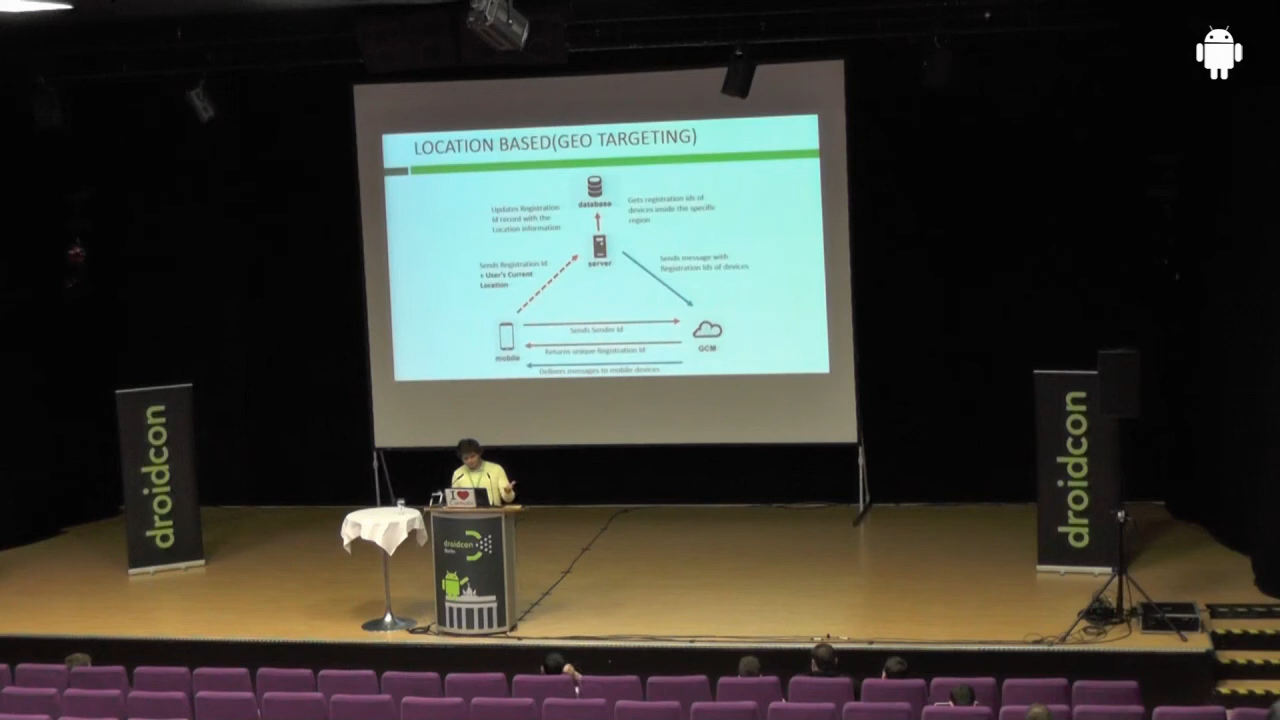 LOCATION BASED(GEO TARGETING)
database
Updates Registration
Id record with the
Location information
Gets registration ids of
devices inside the specific
region
server
Sends Registration Id
+ User's Current
Location
Sends message with
Registration Ids of devices
Sends Sender Id
mobile
GCM
Returns unique Registration Id
Delivers messages to mobile devices
droidcon
droidcon
I ❤
droidcon